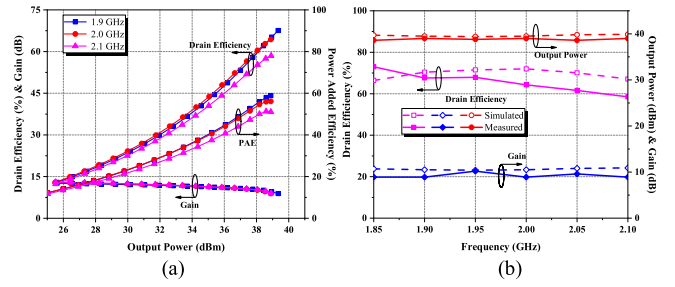 75
60
45
30
15
Drain Efficiency (%) & Gain (dB)
1.9 GHz
2.0 GHz
2.1 GHz
Drain Efficiency
PAE
Gain
100
80
60
40
20
0
Power Added Efficiency (%)
26 28 30 32 34 36 38 40
Output Power (dBm)
(a)
100
80
60
40
20
0
Drain Efficiency (%)
Output Power
Drain Efficiency
Simulated
Measured
Gain
40
30
20
10
0
Output Power (dBm) & Gain (dB)
1.85 1.90 1.95 2.00 2.05 2.10
Frequency (GHz)
(b)